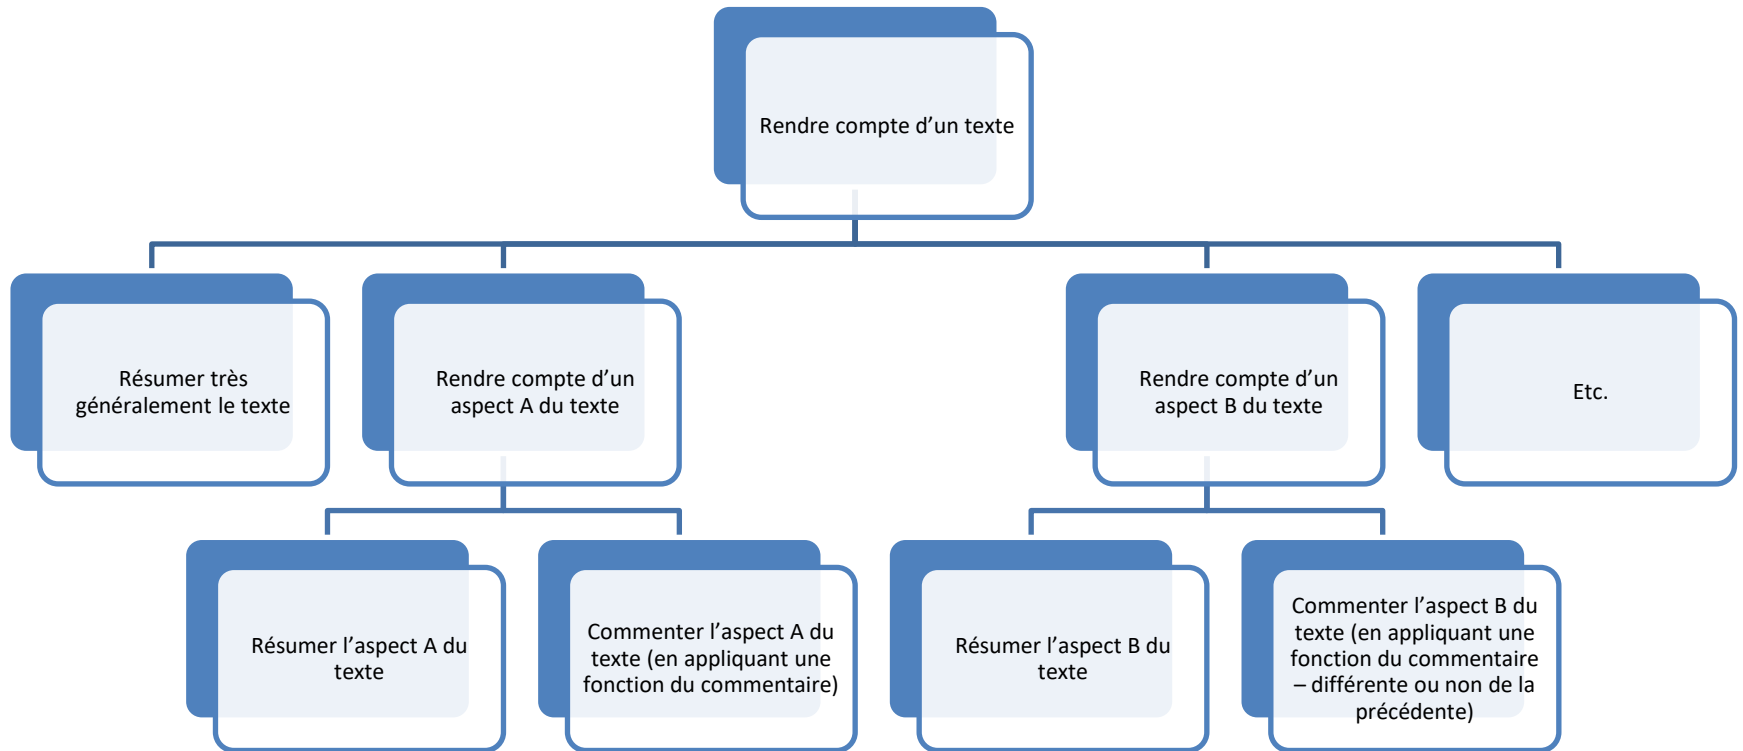 Rendre compte d’un texte
Résumer très
généralement le texte
Rendre compte d’un
aspect A du texte
Rendre compte d’un
aspect B du texte
Etc.
Résumer l’aspect A du
texte
Commenter l’aspect A du
texte (en appliquant une
fonction du commentaire)
Résumer l’aspect B du
texte
Commenter l’aspect B du
texte (en appliquant une
fonction du commentaire
– différente ou non de la
précédente)